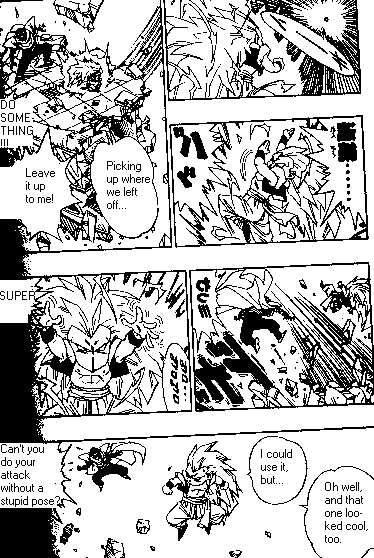 DO
SOME-
THING
!!!
Leave
it up
to me!
Picking
up where
we left
off...
SUPER
Can't you
do your
attack
without a
stupid pose?
I could
use it,
but...
Oh well,
and that
one loo-
ked cool,
too.